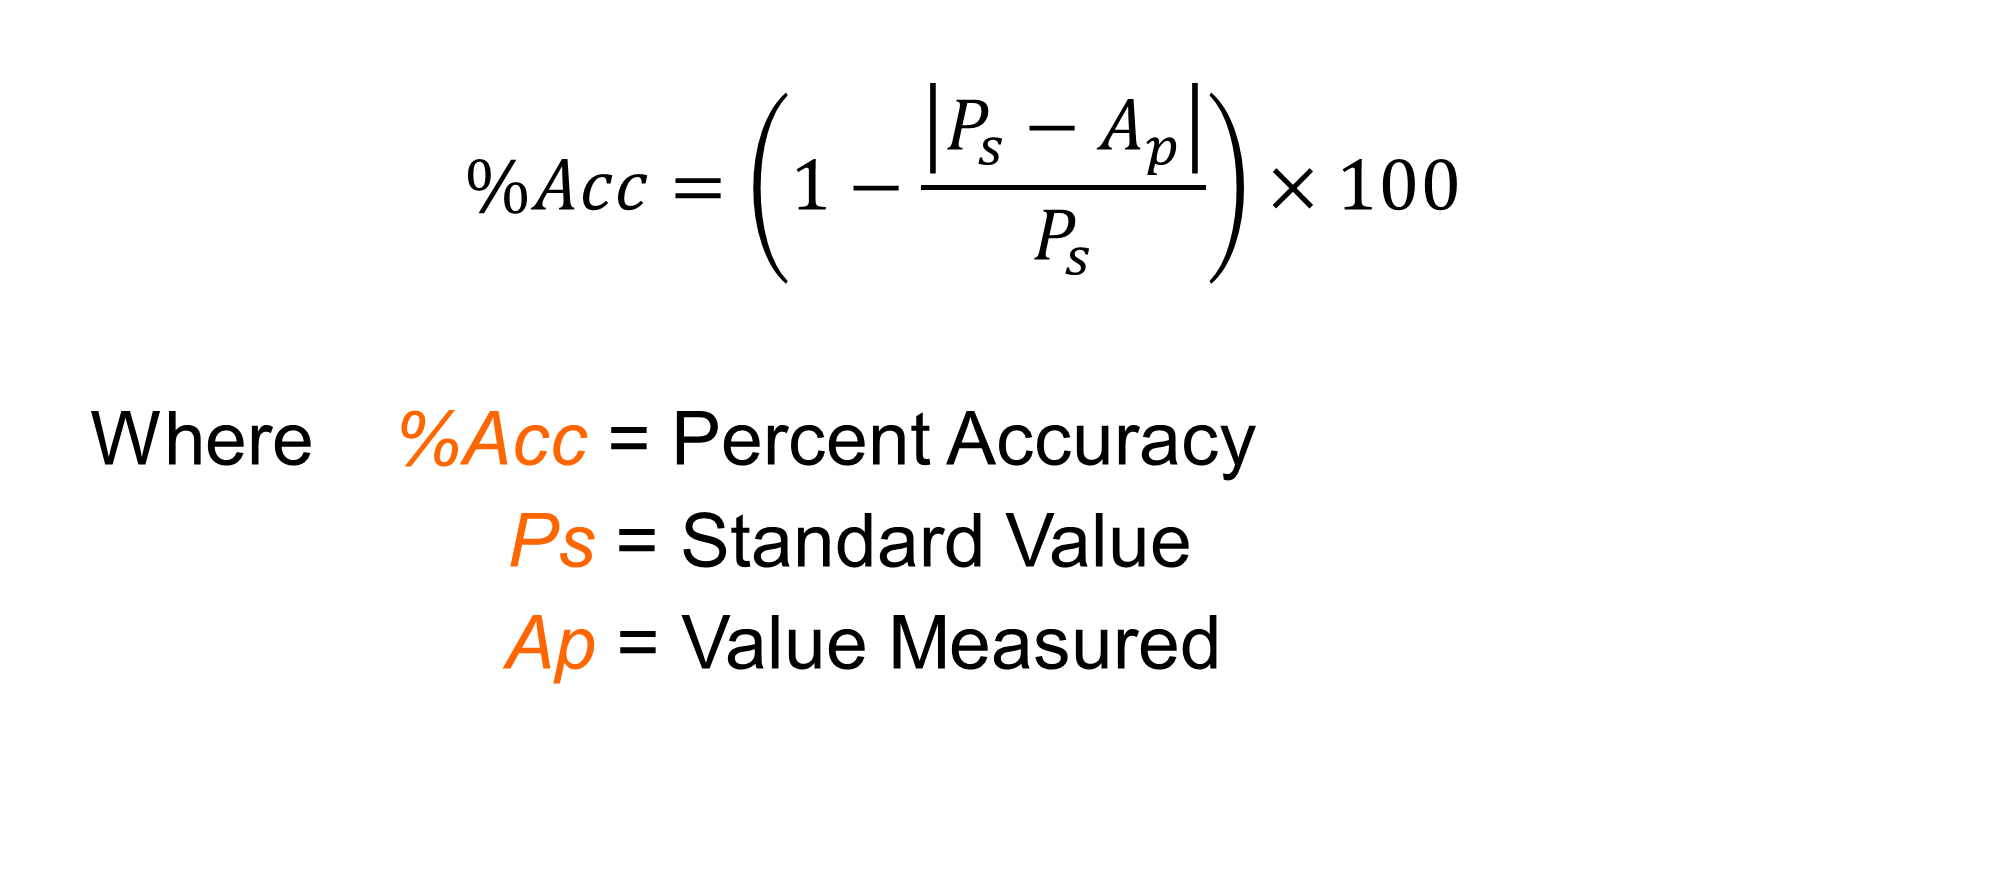 %Acc = (1 − |Pₛ − Aₚ| / Pₛ) × 100
Where %Acc = Percent Accuracy
Ps = Standard Value
Ap = Value Measured